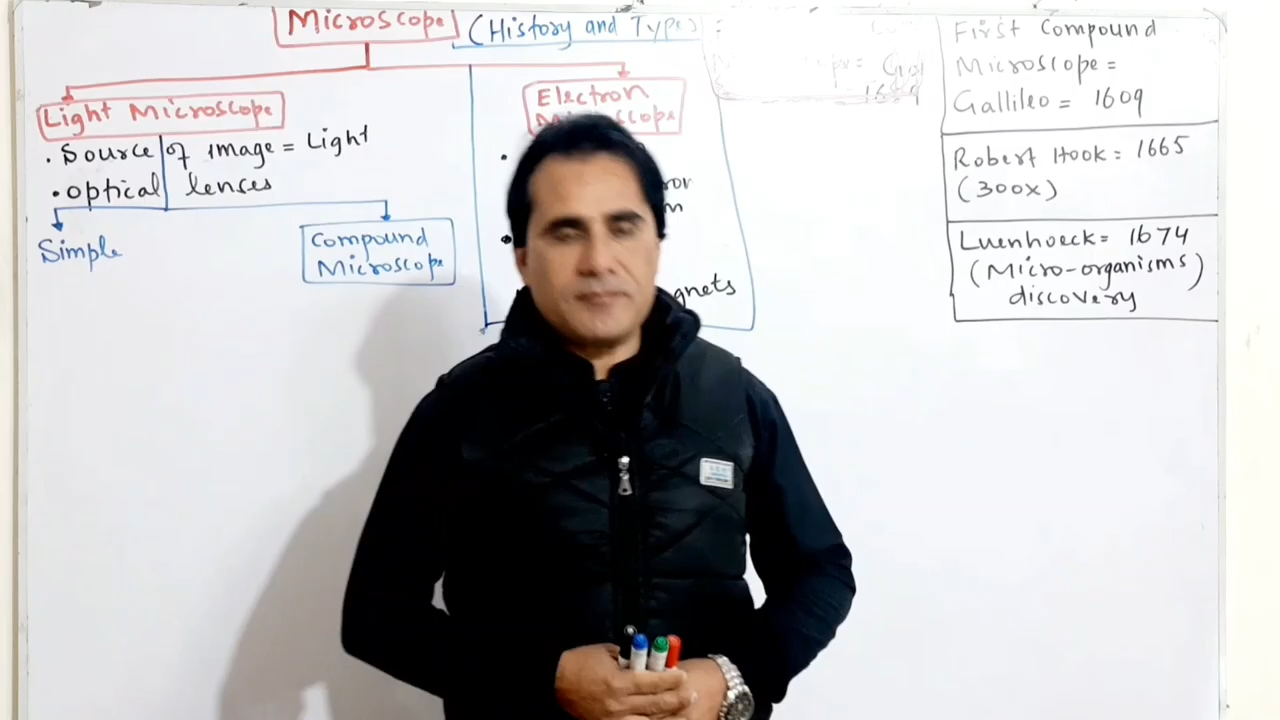 Microscope (History and Types)
Light Microscope
• Source of image = Light
• optical lenses
Simple
Compound
Microscope
Electron
gnets
First Compound
Microscope =
Gallileo = 1609
Robert Hook = 1665
(300x)
Luenhoeck = 1674
(Micro-organisms)
discovery